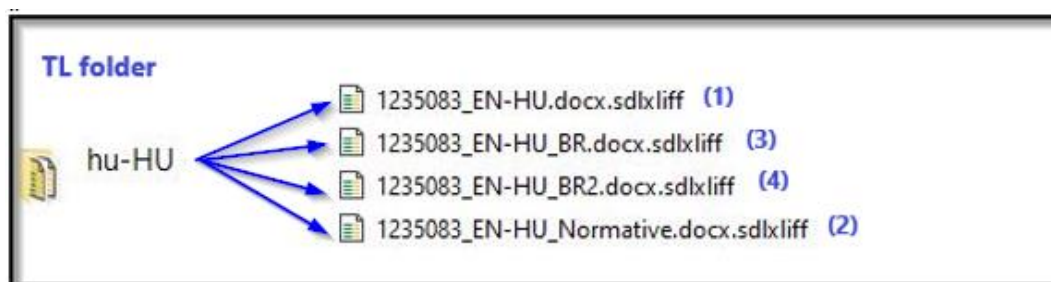 TL folder
hu-HU
1235083_EN-HU.docx.sdlxliff (1)
1235083_EN-HU_BR.docx.sdlxliff (3)
1235083_EN-HU_BR2.docx.sdlxliff (4)
1235083_EN-HU_Normative.docx.sdlxliff (2)